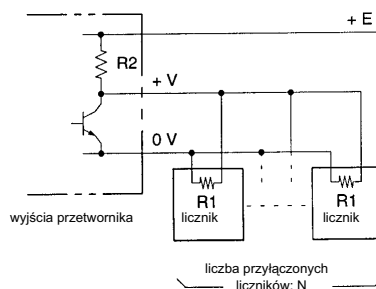 + E
R2
+ V
0 V
R1
licznik
R1
licznik
wyjścia przetwornika
liczba przyłączonych
liczników: N